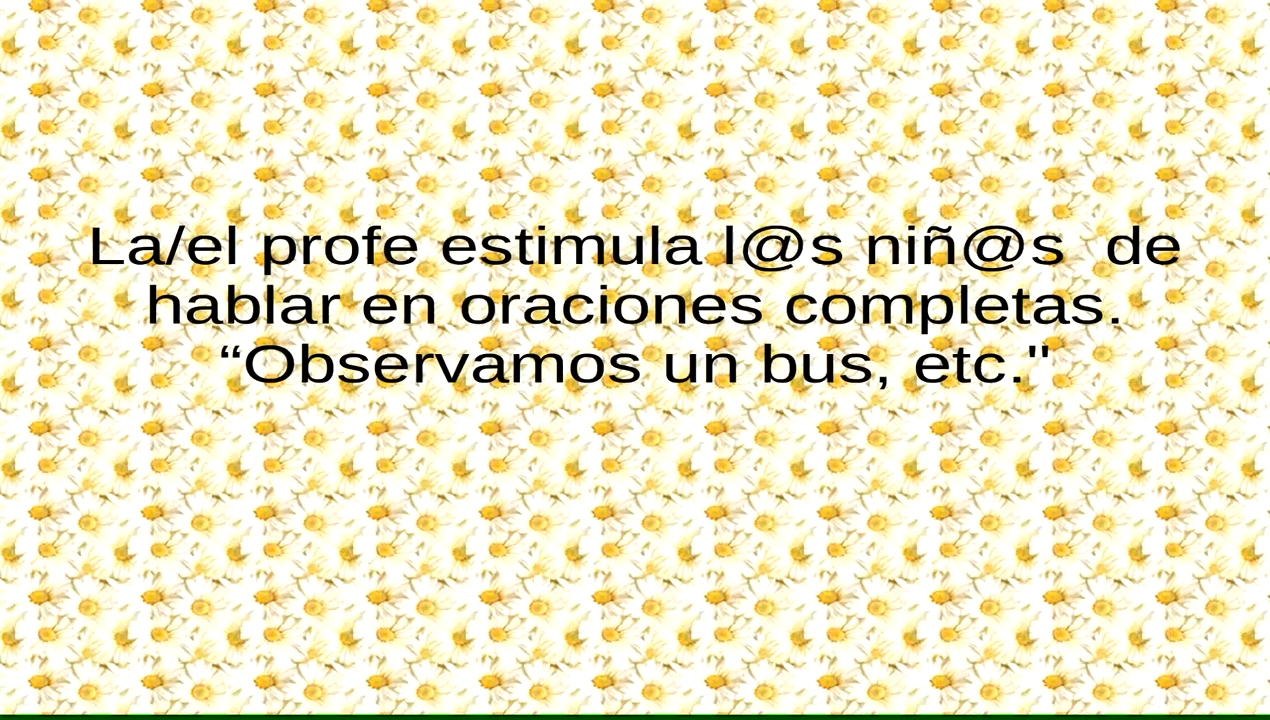 La/el profe estimula l@s niñ@s  de
hablar en oraciones completas.
“Observamos un bus, etc."